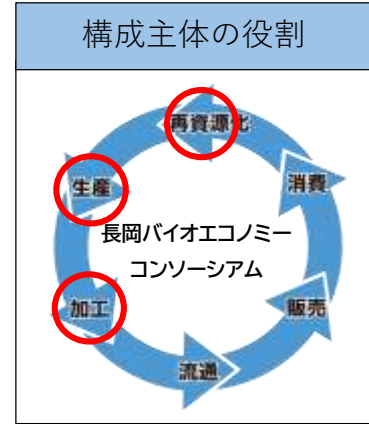 構成主体の役割
再資源化
生産
消費
長岡バイオエコノミー
コンソーシアム
加工
販売
流通